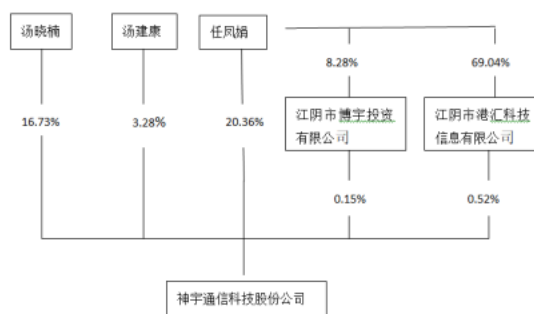 汤晓楠
汤建康
任凤娟
8.28%
69.04%
16.73%
3.28%
20.36%
江阴市博宇投资
有限公司
江阴市港汇科技
信息有限公司
0.15%
0.52%
神宇通信科技股份公司